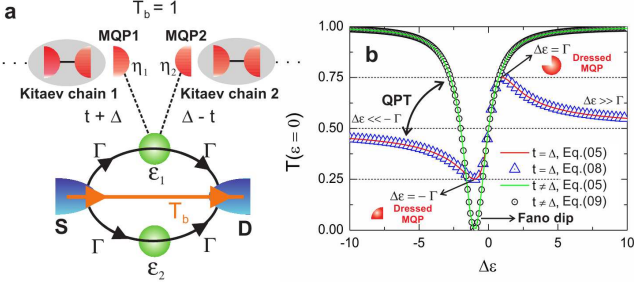 a
T_b = 1
MQP1
MQP2
η₁
η₂
Kitaev chain 1
Kitaev chain 2
t + Δ
Δ - t
Γ
Γ
ε₁
S
T_b
D
Γ
Γ
ε₂
b
T(ε=0)
1.00
0.75
0.50
0.25
0.00
Δε = Γ
Dressed
MQP
QPT
Δε << − Γ
Δε >> Γ
Δε = − Γ
Dressed
MQP
t = Δ, Eq.(05)
t = Δ, Eq.(08)
t ≠ Δ, Eq.(05)
t ≠ Δ, Eq.(09)
Fano dip
-10
-5
0
5
10
Δε